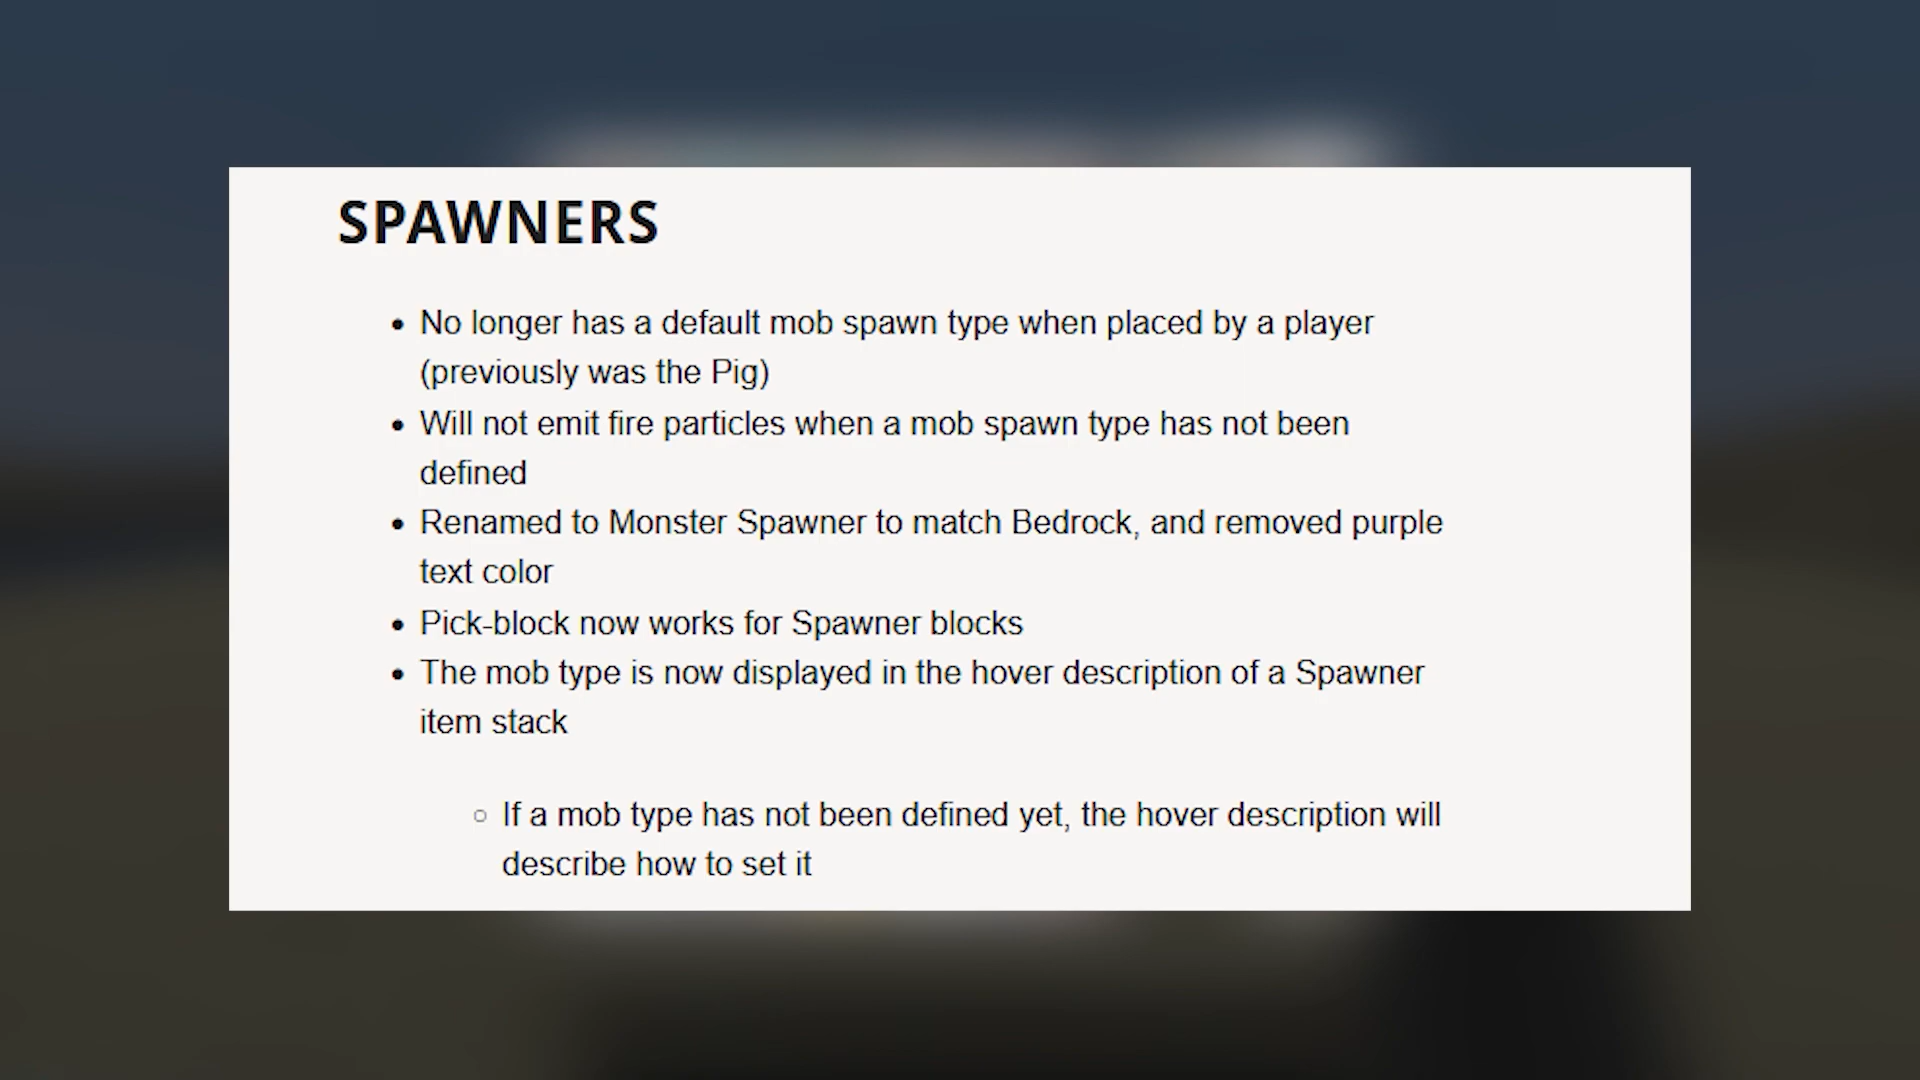 SPAWNERS
• No longer has a default mob spawn type when placed by a player
(previously was the Pig)
• Will not emit fire particles when a mob spawn type has not been
defined
• Renamed to Monster Spawner to match Bedrock, and removed purple
text color
• Pick-block now works for Spawner blocks
• The mob type is now displayed in the hover description of a Spawner
item stack
○ If a mob type has not been defined yet, the hover description will
describe how to set it